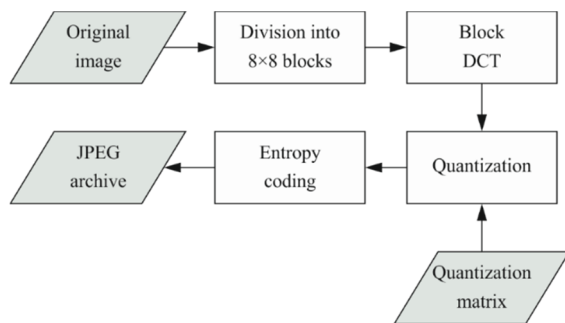 Original
image
Division into
8×8 blocks
Block
DCT
JPEG
archive
Entropy
coding
Quantization
Quantization
matrix